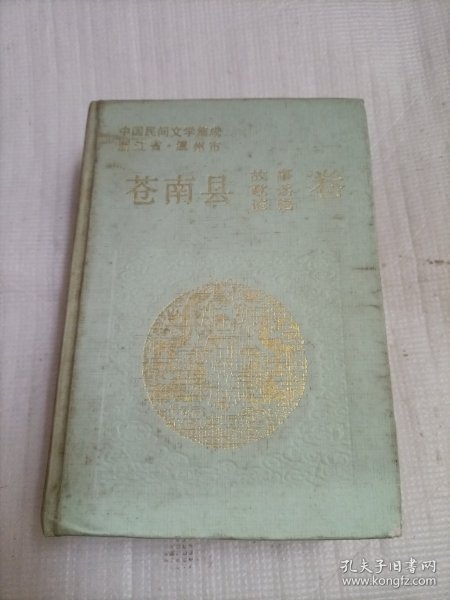 中国民间文学集成
浙江省·温州市
苍南县 故事 歌谣 谚语 卷
孔夫子旧书网
www.kongfz.com